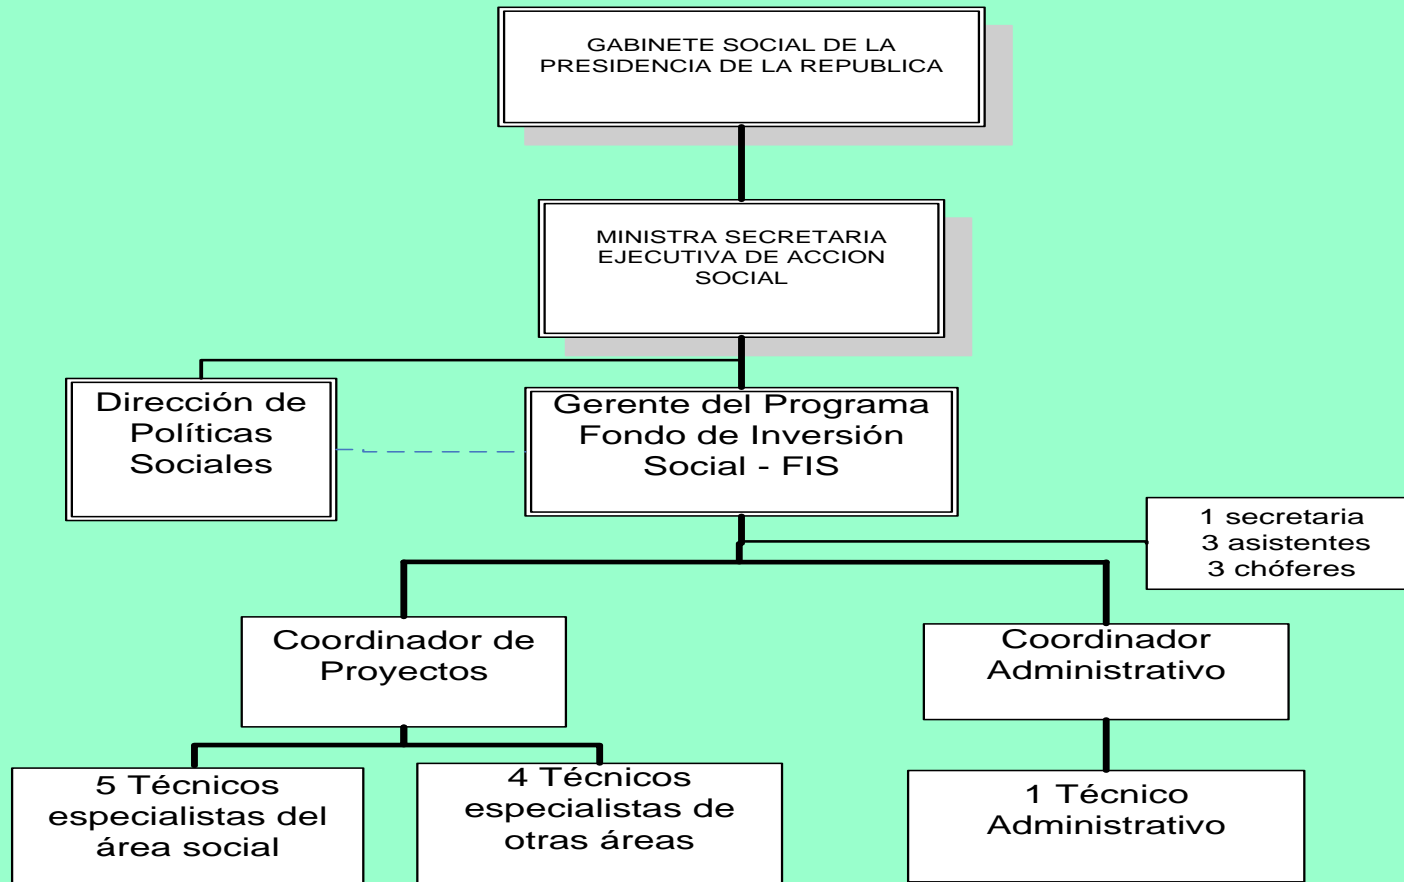 GABINETE SOCIAL DE LA
PRESIDENCIA DE LA REPUBLICA
MINISTRA SECRETARIA
EJECUTIVA DE ACCION
SOCIAL
Dirección de
Políticas
Sociales
Gerente del Programa
Fondo de Inversión
Social - FIS
1 secretaria
3 asistentes
3 chóferes
Coordinador de
Proyectos
Coordinador
Administrativo
5 Técnicos
especialistas del
área social
4 Técnicos
especialistas de
otras áreas
1 Técnico
Administrativo